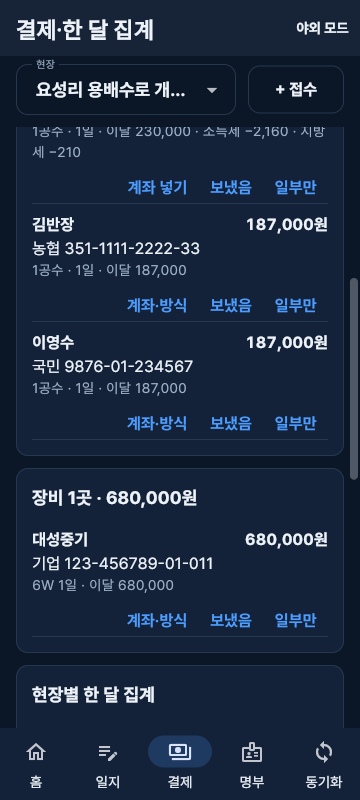 결제·한 달 집계
야외 모드
현장
요성리 용배수로 개...
+ 접수
1공수 · 1일 · 이달 230,000 · 소득세 −2,160 · 지방
세 −210
계좌 넣기 보냈음 일부만
김반장 187,000원
농협 351-1111-2222-33
1공수 · 1일 · 이달 187,000
계좌·방식 보냈음 일부만
이영수 187,000원
국민 9876-01-234567
1공수 · 1일 · 이달 187,000
계좌·방식 보냈음 일부만
장비 1곳 · 680,000원
대성중기 680,000원
기업 123-456789-01-011
6W 1일 · 이달 680,000
계좌·방식 보냈음 일부만
현장별 한 달 집계
홈 일지 결제 명부 동기화